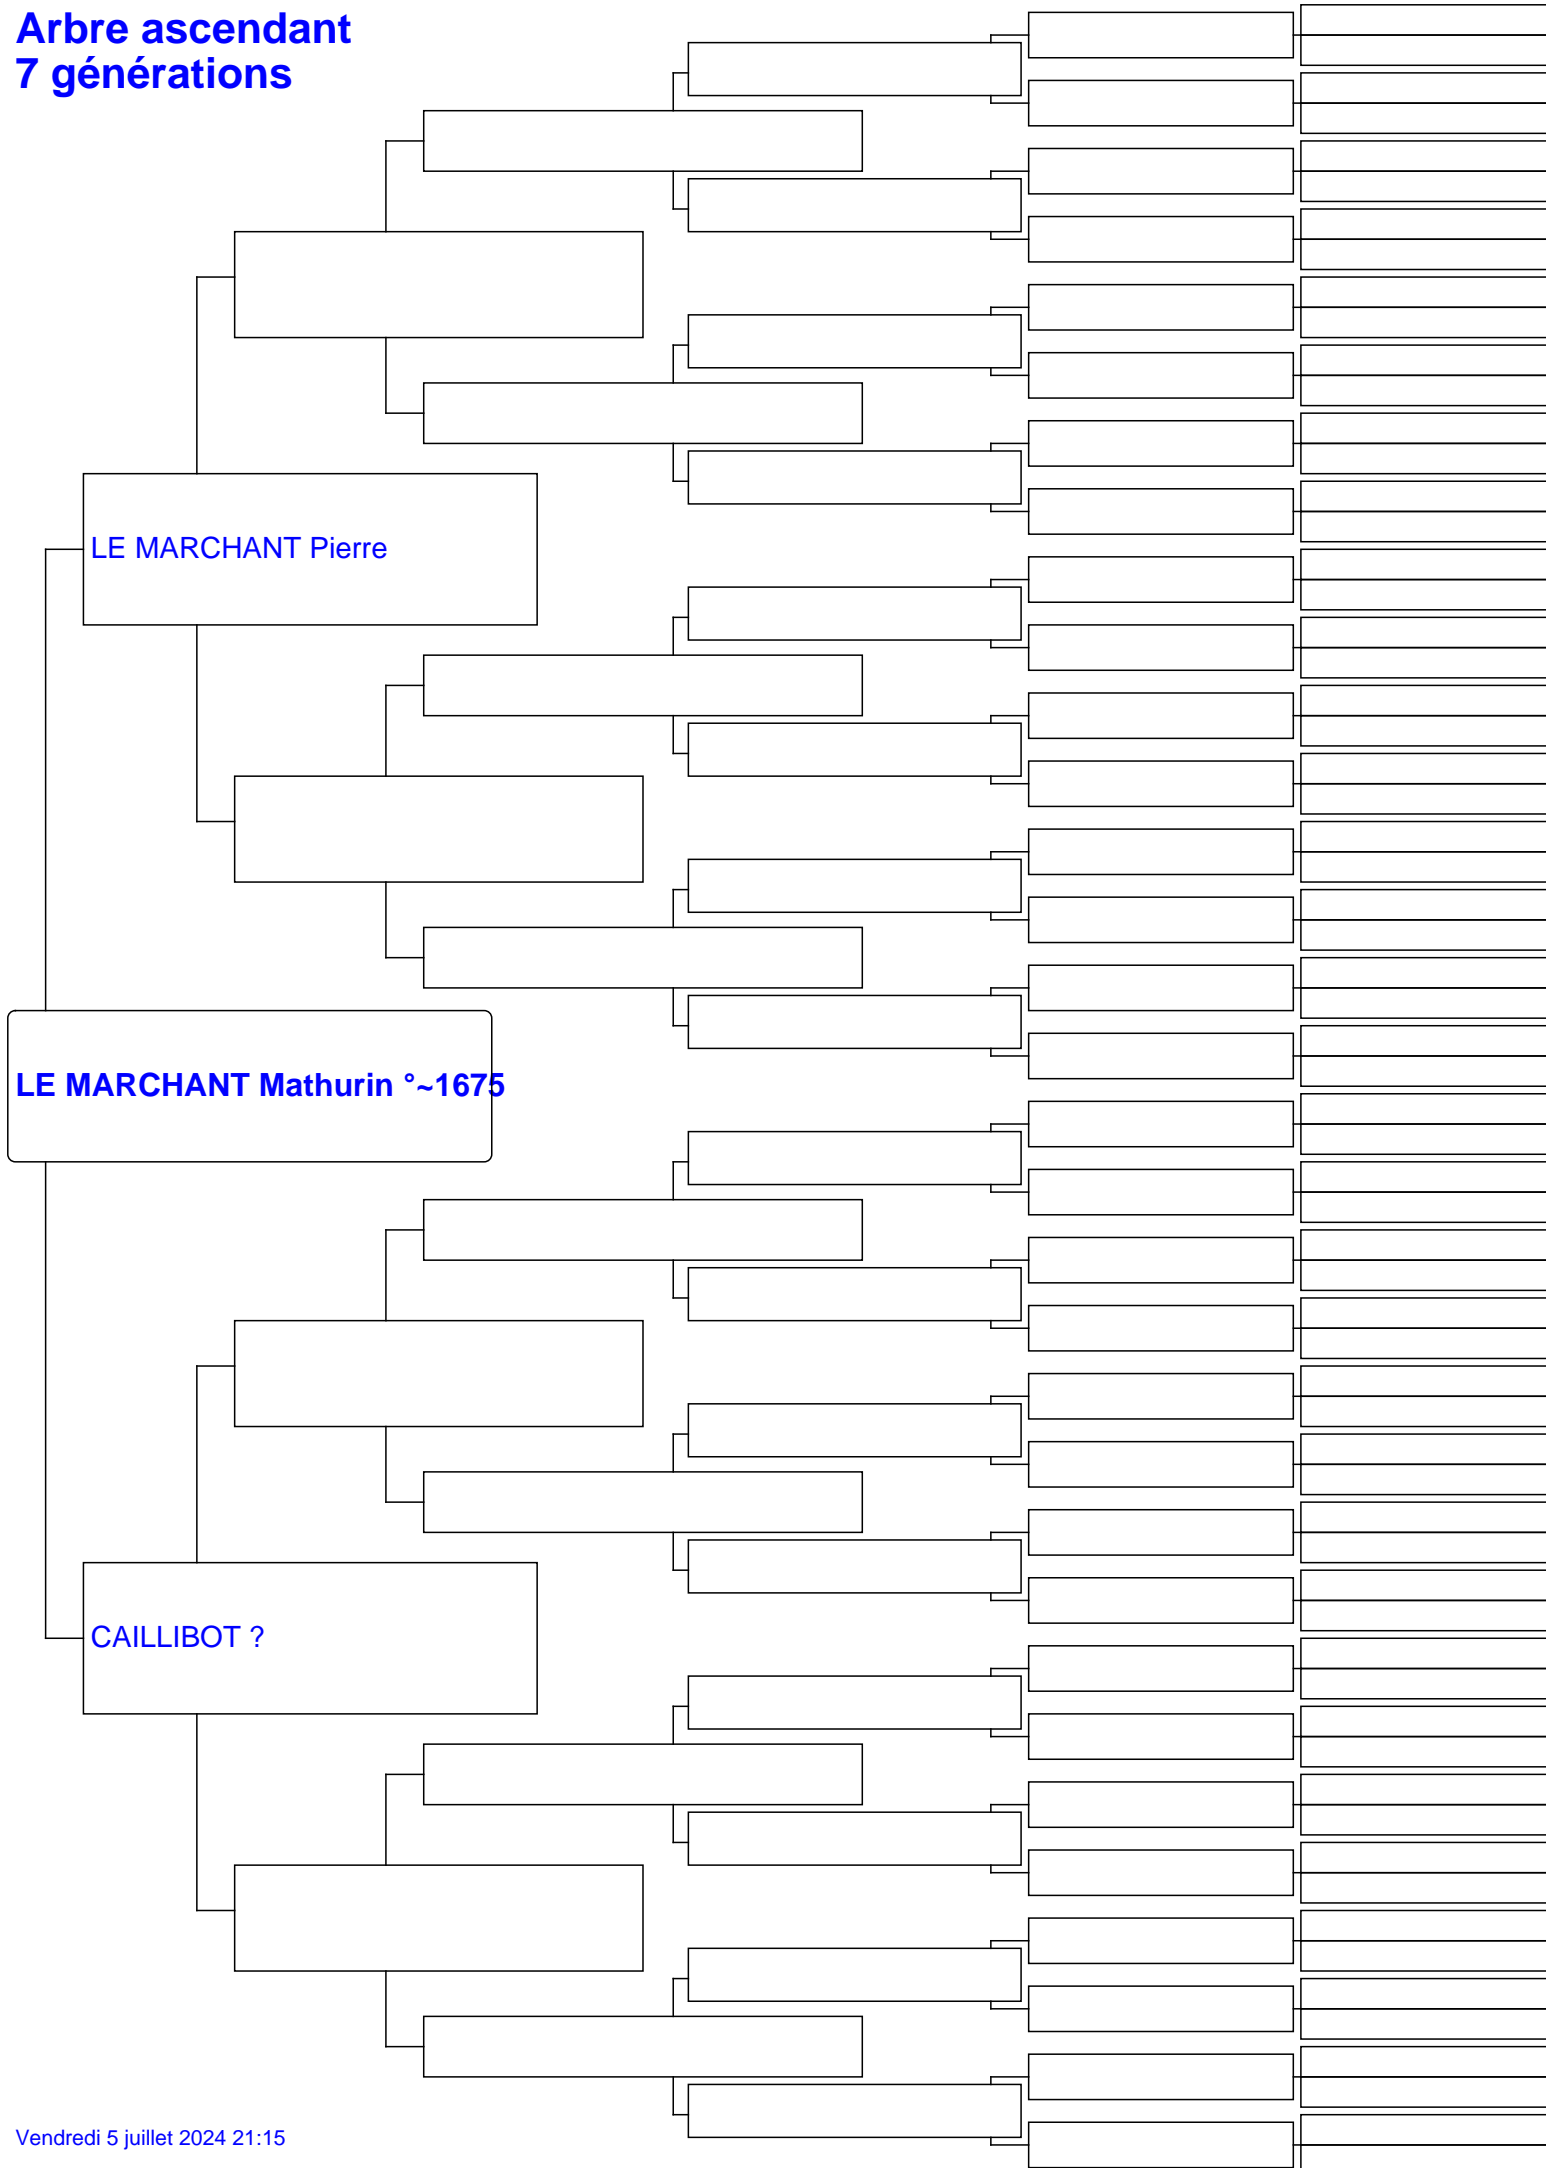 Arbre ascendant
7 générations
LE MARCHANT Pierre
LE MARCHANT Mathurin °~1675
CAILLIBOT ?
Vendredi 5 juillet 2024 21:15